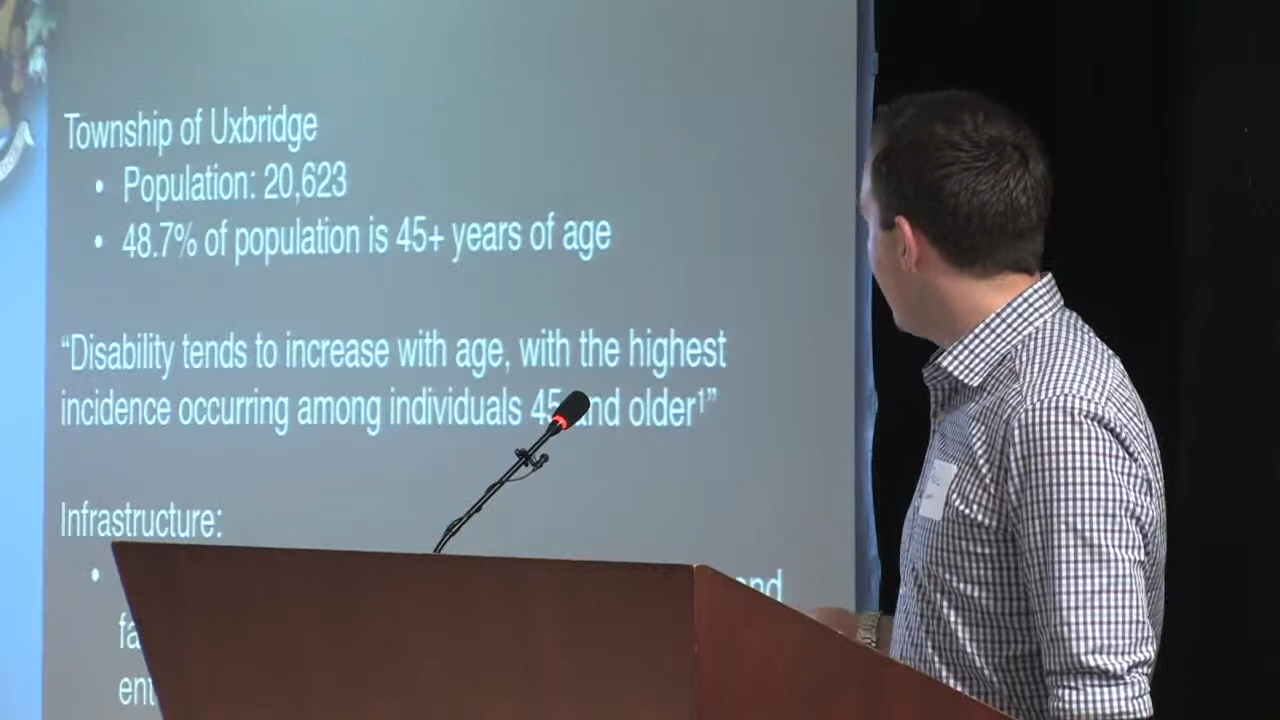 Township of Uxbridge
• Population: 20,623
• 48.7% of population is 45+ years of age
“Disability tends to increase with age, with the highest
incidence occurring among individuals 45 and older¹”
Infrastructure: